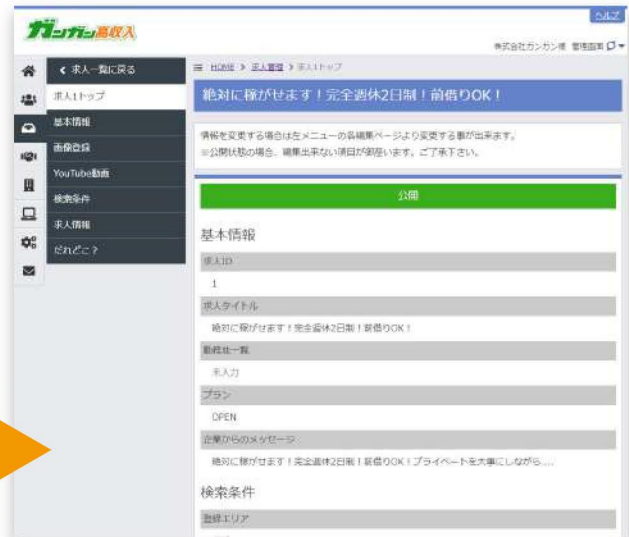 ガンガン高収入
ヘルプ
株式会社ガンガン様 管理画面
求人一覧に戻る
HOME > 求人管理 > 求人1トップ
求人1トップ
絶対に稼がせます！完全週休2日制！前借りOK！
基本情報
画像登録
YouTube動画
検索条件
求人情報
だれどこ？
情報を変更する場合は左メニューの各編集ページより変更する事が出来ます。
※公開状態の場合、編集出来ない項目が御座います。ご了承下さい。
公開
基本情報
求人ID
1
求人タイトル
絶対に稼がせます！完全週休2日制！前借りOK！
勤務地一覧
未入力
プラン
OPEN
企業からのメッセージ
絶対に稼がせます！完全週休2日制！前借りOK！プライベートを大事にしながら....
検索条件
登録エリア